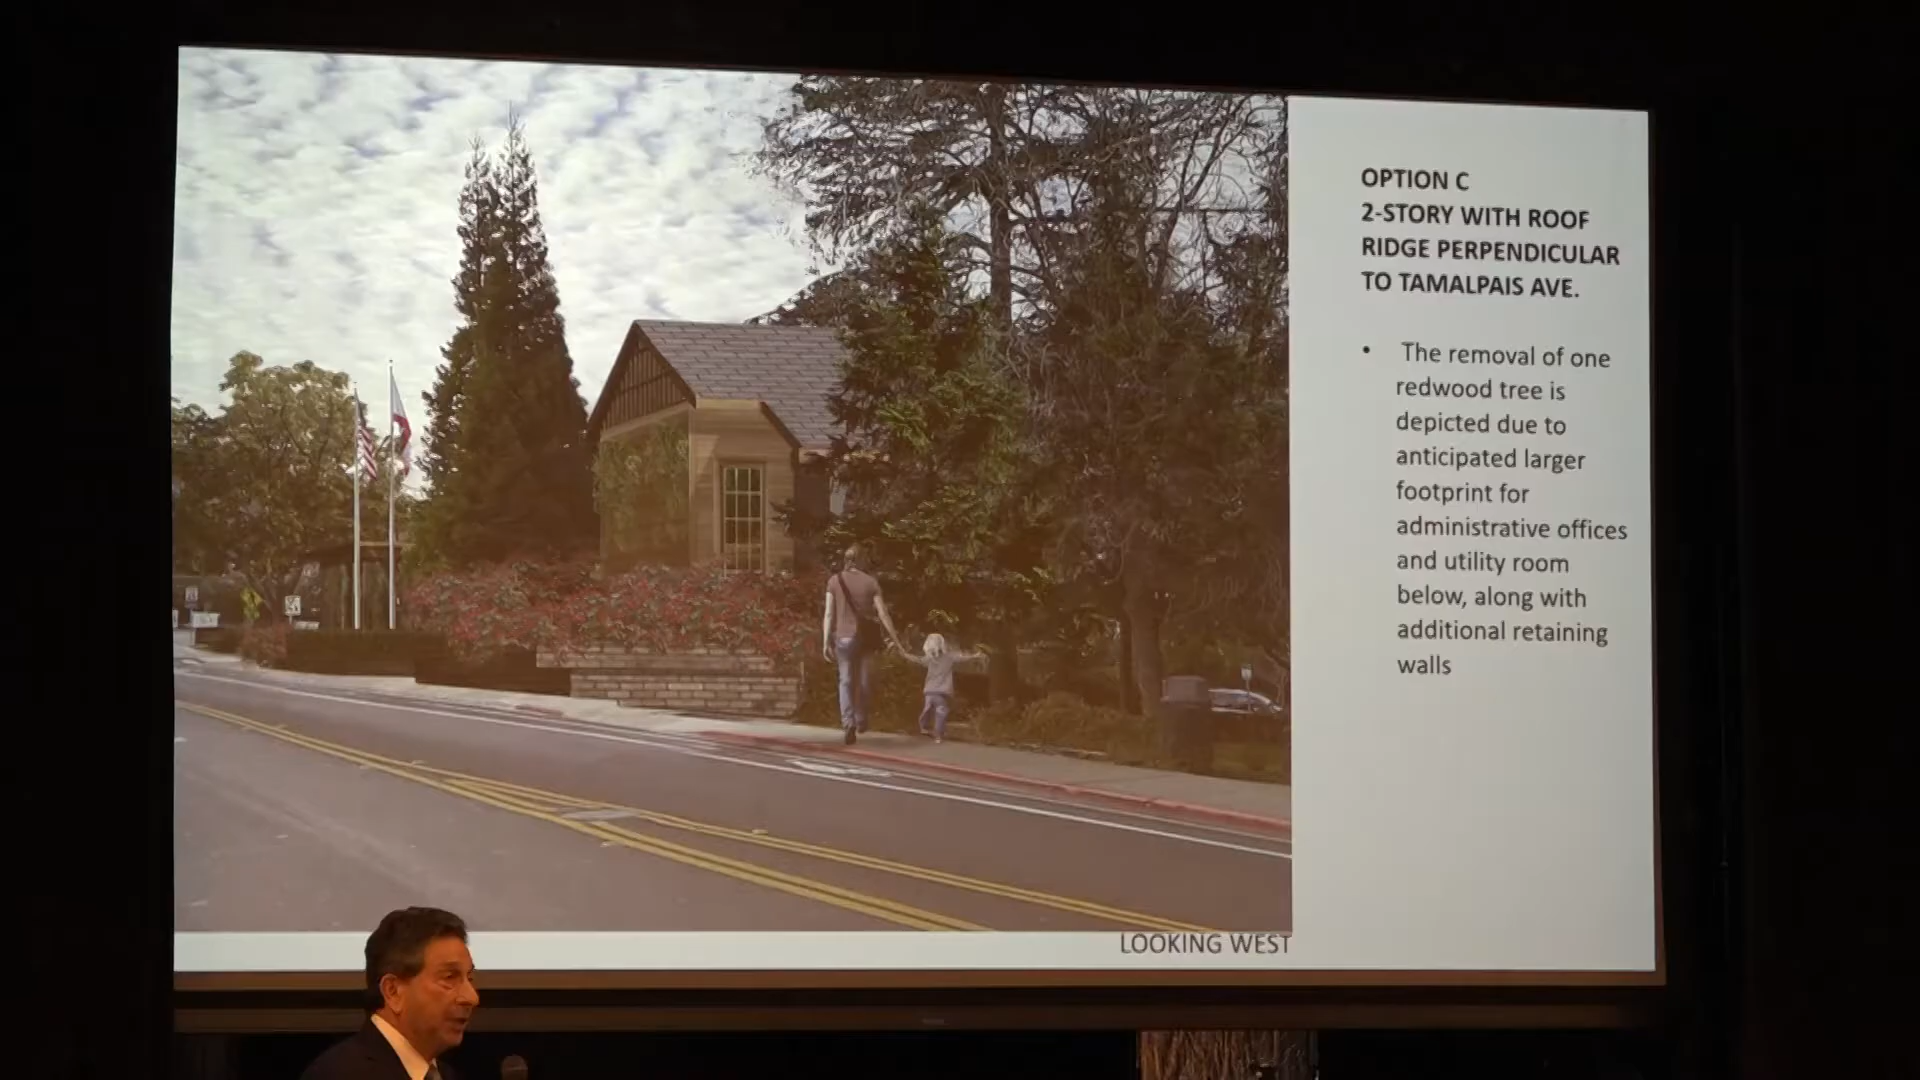 OPTION C
2-STORY WITH ROOF
RIDGE PERPENDICULAR
TO TAMALPAIS AVE.
• The removal of one
redwood tree is
depicted due to
anticipated larger
footprint for
administrative offices
and utility room
below, along with
additional retaining
walls
LOOKING WEST